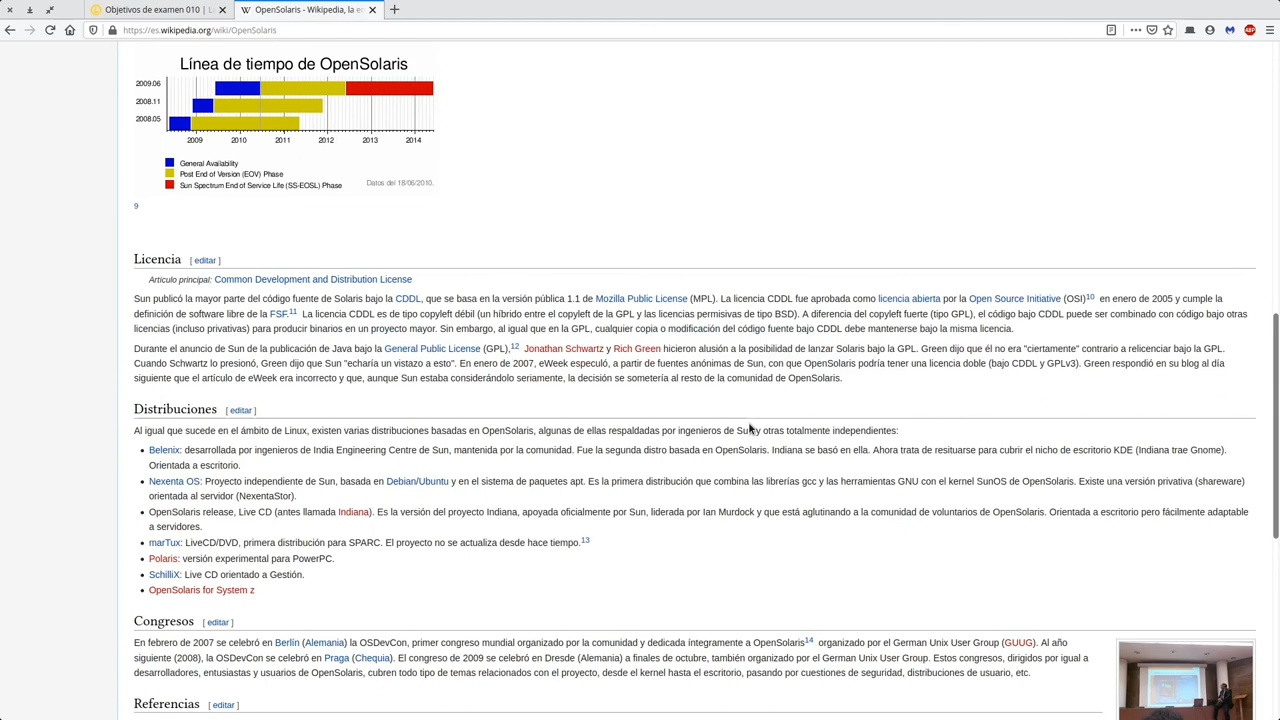 Objetivos de examen 010 | Li
OpenSolaris - Wikipedia, la en
https://es.wikipedia.org/wiki/OpenSolaris
ABP
Línea de tiempo de OpenSolaris
2009.06
2008.11
2008.05
2009 2010 2011 2012 2013 2014
General Availability
Post End of Version (EOV) Phase
Sun Spectrum End of Service Life (SS-EOSL) Phase
Datos del 18/06/2010.
9
Licencia [ editar ]
Artículo principal: Common Development and Distribution License
Sun publicó la mayor parte del código fuente de Solaris bajo la CDDL, que se basa en la versión pública 1.1 de Mozilla Public License (MPL). La licencia CDDL fue aprobada como licencia abierta por la Open Source Initiative (OSI)10 en enero de 2005 y cumple la
definición de software libre de la FSF.11 La licencia CDDL es de tipo copyleft débil (un híbrido entre el copyleft de la GPL y las licencias permisivas de tipo BSD). A diferencia del copyleft fuerte (tipo GPL), el código bajo CDDL puede ser combinado con código bajo otras
licencias (incluso privativas) para producir binarios en un proyecto mayor. Sin embargo, al igual que en la GPL, cualquier copia o modificación del código fuente bajo CDDL debe mantenerse bajo la misma licencia.
Durante el anuncio de Sun de la publicación de Java bajo la General Public License (GPL),12 Jonathan Schwartz y Rich Green hicieron alusión a la posibilidad de lanzar Solaris bajo la GPL. Green dijo que él no era "ciertamente" contrario a relicenciar bajo la GPL.
Cuando Schwartz lo presionó, Green dijo que Sun "echaría un vistazo a esto". En enero de 2007, eWeek especuló, a partir de fuentes anónimas de Sun, con que OpenSolaris podría tener una licencia doble (bajo CDDL y GPLv3). Green respondió en su blog al día
siguiente que el artículo de eWeek era incorrecto y que, aunque Sun estaba considerándolo seriamente, la decisión se sometería al resto de la comunidad de OpenSolaris.
Distribuciones [ editar ]
Al igual que sucede en el ámbito de Linux, existen varias distribuciones basadas en OpenSolaris, algunas de ellas respaldadas por ingenieros de Sun y otras totalmente independientes:
• Belenix: desarrollada por ingenieros de India Engineering Centre de Sun, mantenida por la comunidad. Fue la segunda distro basada en OpenSolaris. Indiana se basó en ella. Ahora trata de resituarse para cubrir el nicho de escritorio KDE (Indiana trae Gnome).
Orientada a escritorio.
• Nexenta OS: Proyecto independiente de Sun, basada en Debian/Ubuntu y en el sistema de paquetes apt. Es la primera distribución que combina las librerías gcc y las herramientas GNU con el kernel SunOS de OpenSolaris. Existe una versión privativa (shareware)
orientada al servidor (NexentaStor).
• OpenSolaris release, Live CD (antes llamada Indiana). Es la versión del proyecto Indiana, apoyada oficialmente por Sun, liderada por Ian Murdock y que está aglutinando a la comunidad de voluntarios de OpenSolaris. Orientada a escritorio pero fácilmente adaptable
a servidores.
• marTux: LiveCD/DVD, primera distribución para SPARC. El proyecto no se actualiza desde hace tiempo.13
• Polaris: versión experimental para PowerPC.
• SchilliX: Live CD orientado a Gestión.
• OpenSolaris for System z
Congresos [ editar ]
En febrero de 2007 se celebró en Berlín (Alemania) la OSDevCon, primer congreso mundial organizado por la comunidad y dedicada íntegramente a OpenSolaris14 organizado por el German Unix User Group (GUUG). Al año
siguiente (2008), la OSDevCon se celebró en Praga (Chequia). El congreso de 2009 se celebró en Dresde (Alemania) a finales de octubre, también organizado por el German Unix User Group. Estos congresos, dirigidos por igual a
desarrolladores, entusiastas y usuarios de OpenSolaris, cubren todo tipo de temas relacionados con el proyecto, desde el kernel hasta el escritorio, pasando por cuestiones de seguridad, distribuciones de usuario, etc.
Referencias [ editar ]